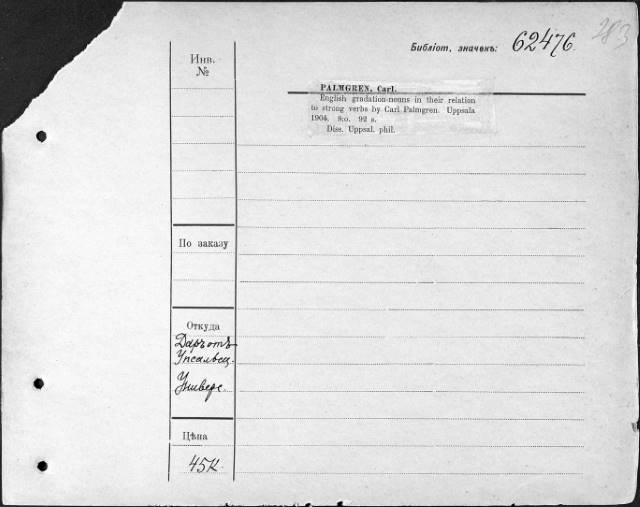 283
Библіот. значекъ: 62476.
Инв.
№
PALMGREN, Carl.
English gradation-nouns in their relation
to strong verbs by Carl Palmgren. Uppsala
1904. 8:o. 92 s.
Diss. Uppsal. phil.
По заказу
Откуда
Даръ отъ
Упсальск.
Универс.
Цѣна
45К.